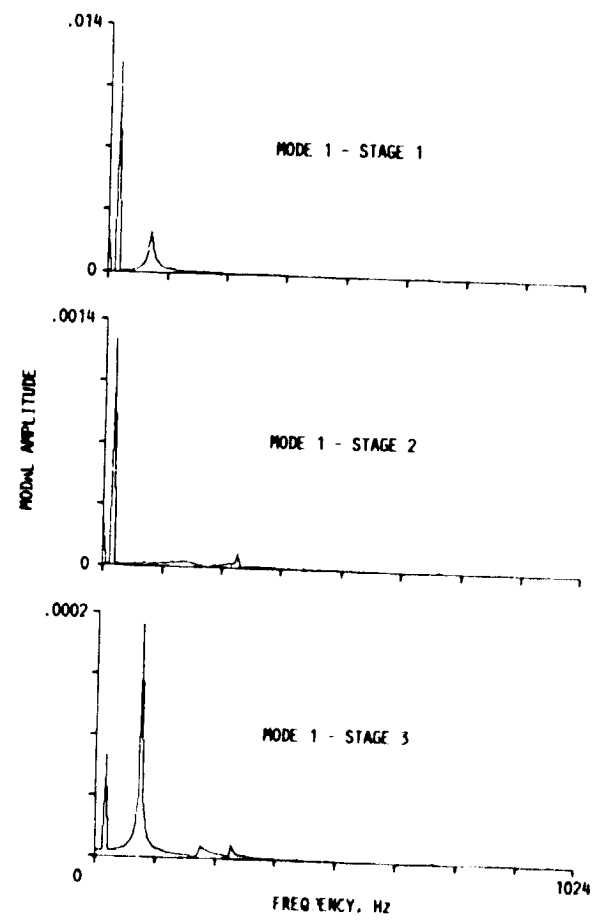 .014
MODE 1 - STAGE 1
0
.0014
MODAL AMPLITUDE
MODE 1 - STAGE 2
0
.0002
MODE 1 - STAGE 3
0
1024
FREQUENCY, Hz